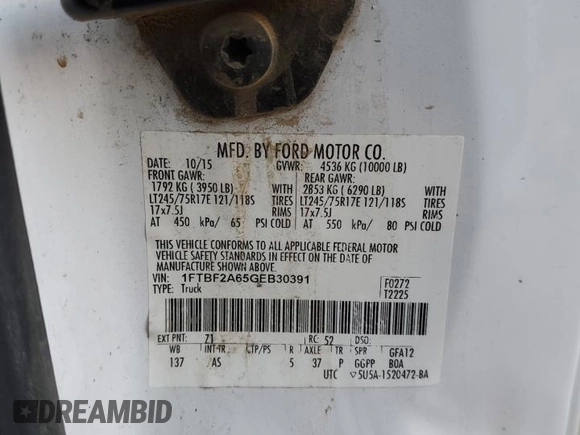 MFD. BY FORD MOTOR CO.
DATE: 10/15 GVWR: 4536 KG (10000 LB)
FRONT GAWR: REAR GAWR:
1792 KG ( 3950 LB) WITH 2853 KG ( 6290 LB) WITH
LT245/75R17E 121/118S TIRES LT245/75R17E 121/118S TIRES
17x7.5J RIMS 17x7.5J RIMS
AT 450 kPa/ 65 PSI COLD AT 550 kPa/ 80 PSI COLD
THIS VEHICLE CONFORMS TO ALL APPLICABLE FEDERAL MOTOR
VEHICLE SAFETY STANDARDS IN EFFECT ON THE DATE OF
MANUFACTURE SHOWN ABOVE.
VIN: 1FTBF2A65GEB30391 F0272
TYPE: Truck T2225
EXT PNT: Z1 RC: 52 DSO:
WB INT TR CTP/PS R AXLE TR SPR GFA12
137 AS 5 37 P GGPP BOA
UTC ▽5U5A-1520472-BA
DREAMBID